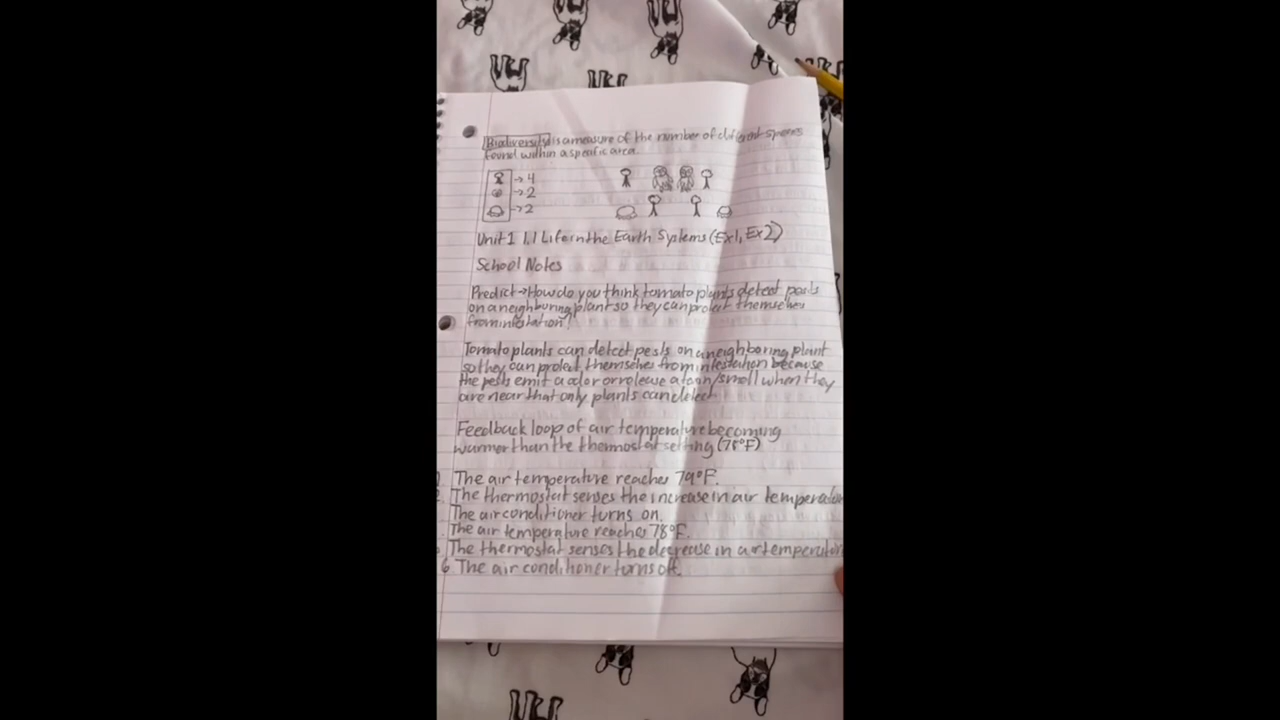 Biodiversity is a measure of the number of different species
found within a specific area.
→ 4
→ 2
→ 2
Unit 1 1.1 Life in the Earth Systems (Ex1, Ex2)
School Notes
Predict → How do you think tomato plants detect pests
on a neighburing plant so they can protect themselves
from infestation?
Tomato plants can detect pests on a neighboring plant
so they can protect themselves from infestation because
the pests emit a odor or release a /smell when they
are near that only plants can detect.
Feedback loop of air temperature becoming
warmer than the thermostat setting (78°F)
The air temperature reaches 79°F.
The thermostat senses the increase in air temperature
The air conditioner turns on.
The air temperature reaches 78°F.
The thermostat senses the decrease in air temperature
6. The air conditioner turns off.